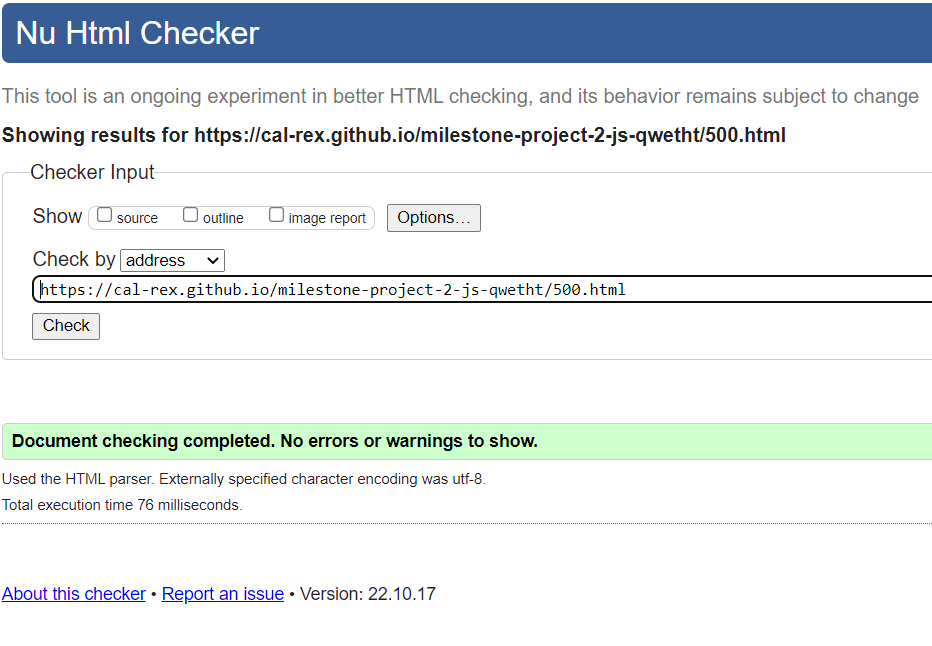 Nu Html Checker
This tool is an ongoing experiment in better HTML checking, and its behavior remains subject to change
Showing results for https://cal-rex.github.io/milestone-project-2-js-qwetht/500.html
Checker Input
Show source outline image report Options…
Check by address
https://cal-rex.github.io/milestone-project-2-js-qwetht/500.html
Check
Document checking completed. No errors or warnings to show.
Used the HTML parser. Externally specified character encoding was utf-8.
Total execution time 76 milliseconds.
About this checker • Report an issue • Version: 22.10.17